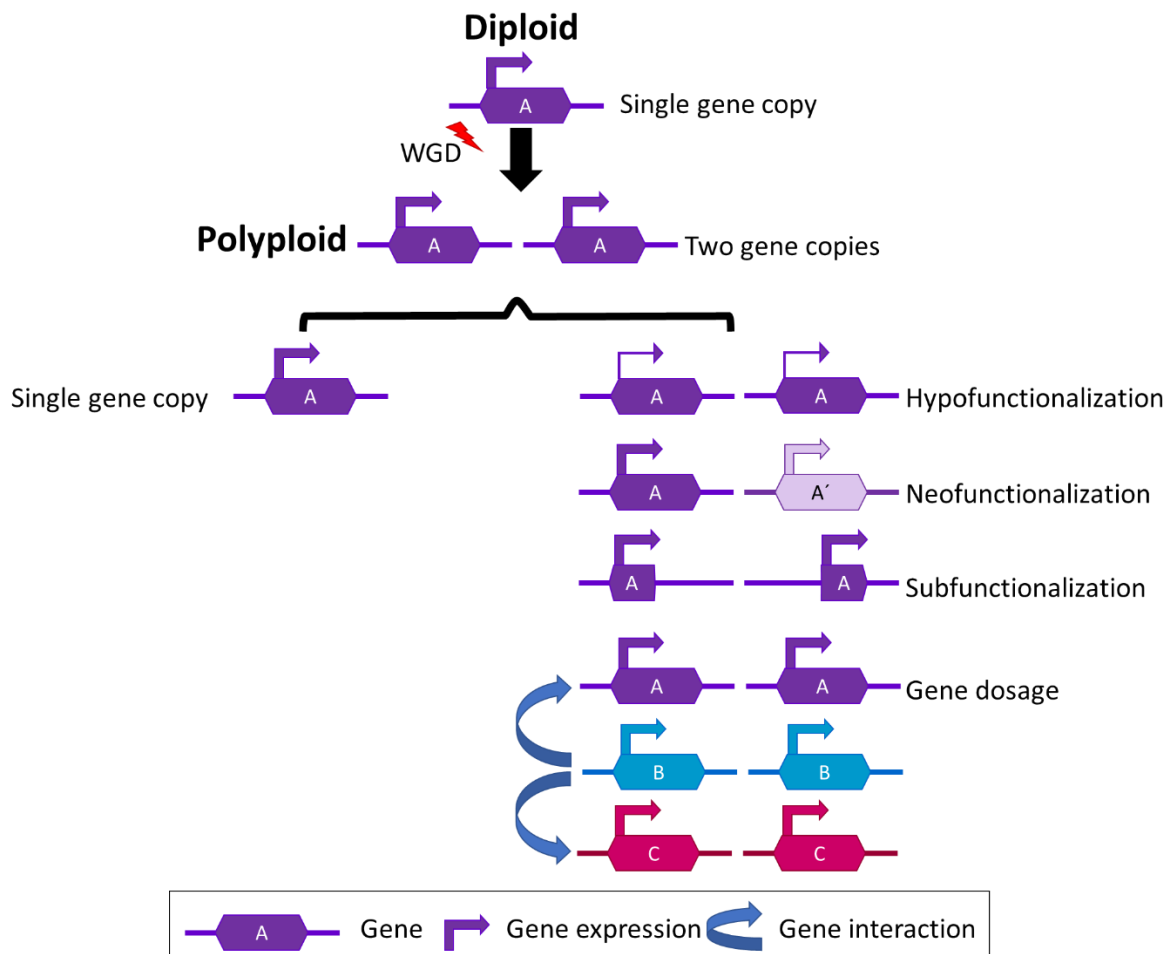 Diploid
A
Single gene copy
WGD
Polyploid
A
A
Two gene copies
Single gene copy
A
A
A
Hypofunctionalization
A
A´
Neofunctionalization
A
A
Subfunctionalization
A
A
Gene dosage
B
B
C
C
A
Gene
Gene expression
Gene interaction